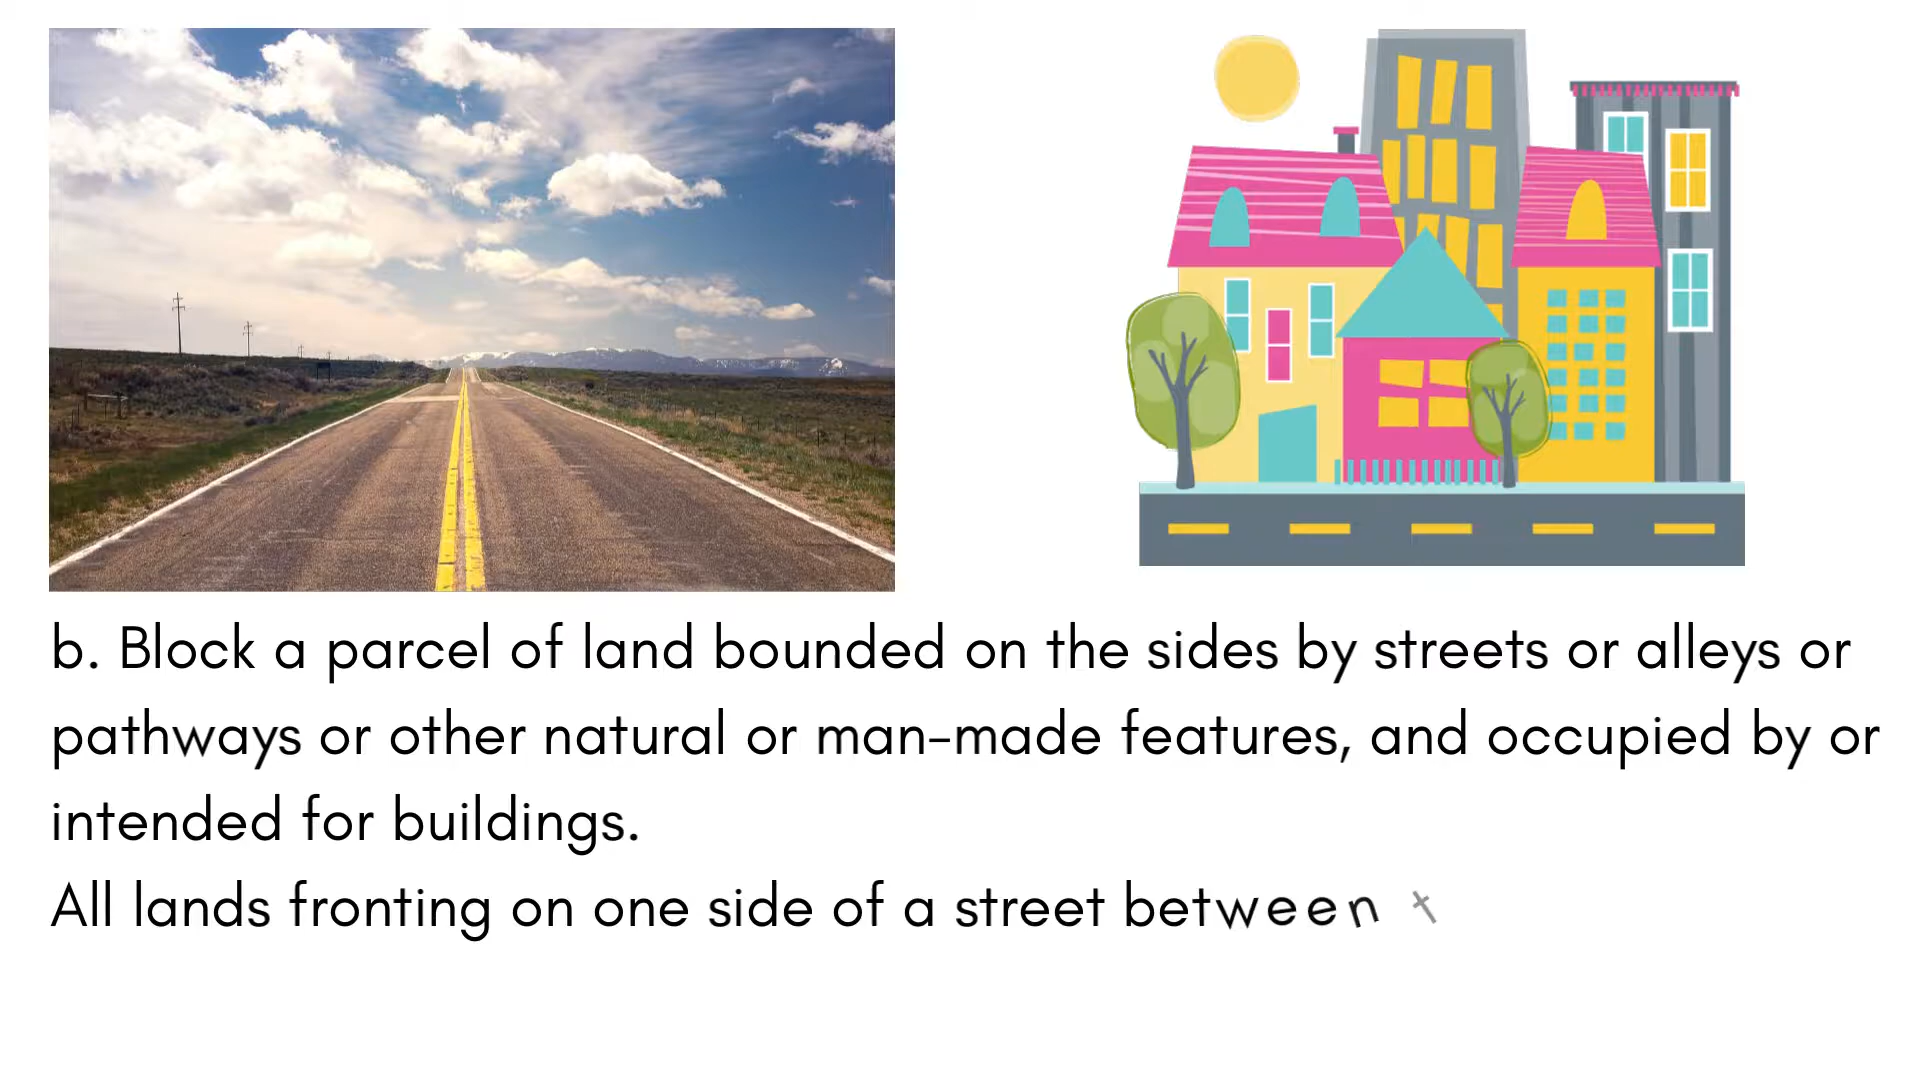 b. Block a parcel of land bounded on the sides by streets or alleys or
pathways or other natural or man-made features, and occupied by or
intended for buildings.
All lands fronting on one side of a street between t